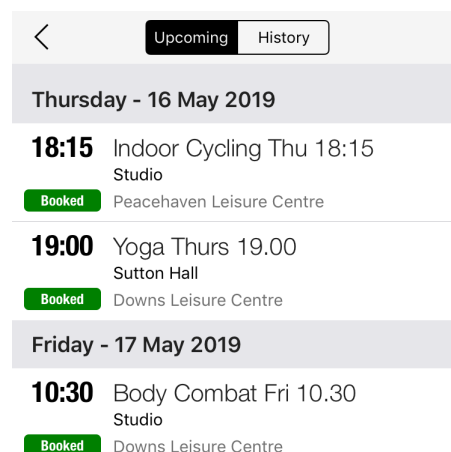 Upcoming History
Thursday - 16 May 2019
18:15 Indoor Cycling Thu 18:15
Studio
Booked Peacehaven Leisure Centre
19:00 Yoga Thurs 19.00
Sutton Hall
Booked Downs Leisure Centre
Friday - 17 May 2019
10:30 Body Combat Fri 10.30
Studio
Booked Downs Leisure Centre